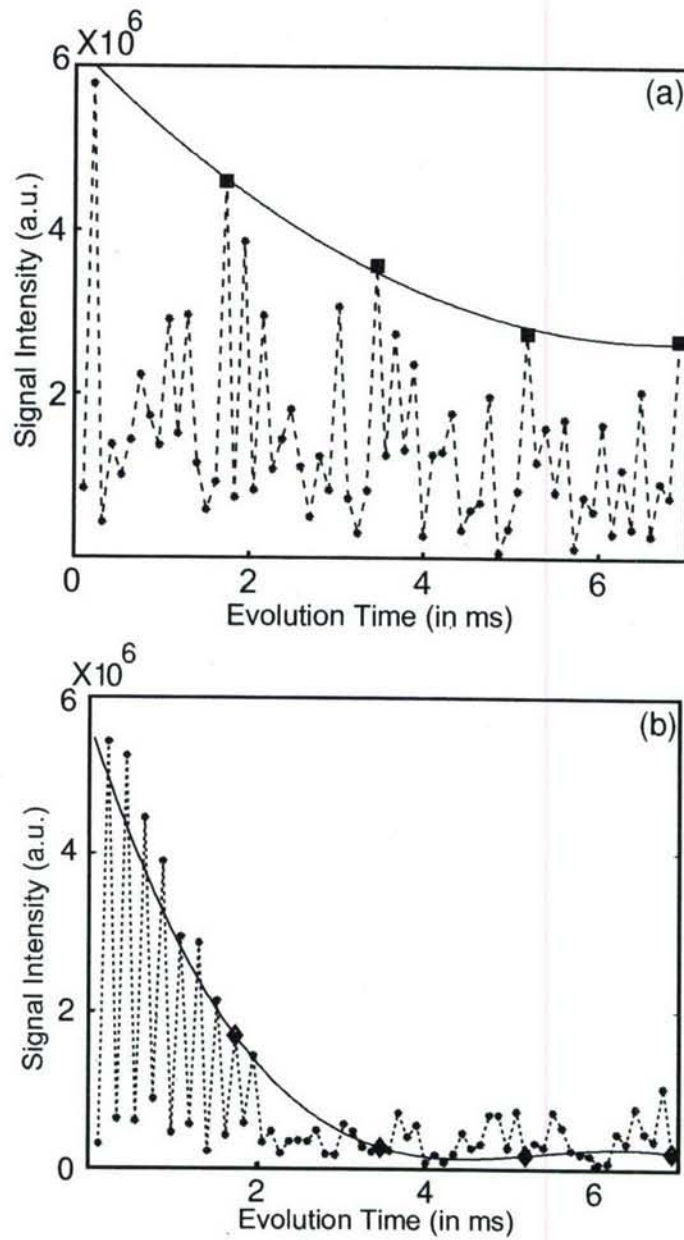 X10^6
6
(a)
4
2
Signal Intensity (a.u.)
0 2 4 6
Evolution Time (in ms)
X10^6
6
(b)
4
2
0
Signal Intensity (a.u.)
2 4 6
Evolution Time (in ms)